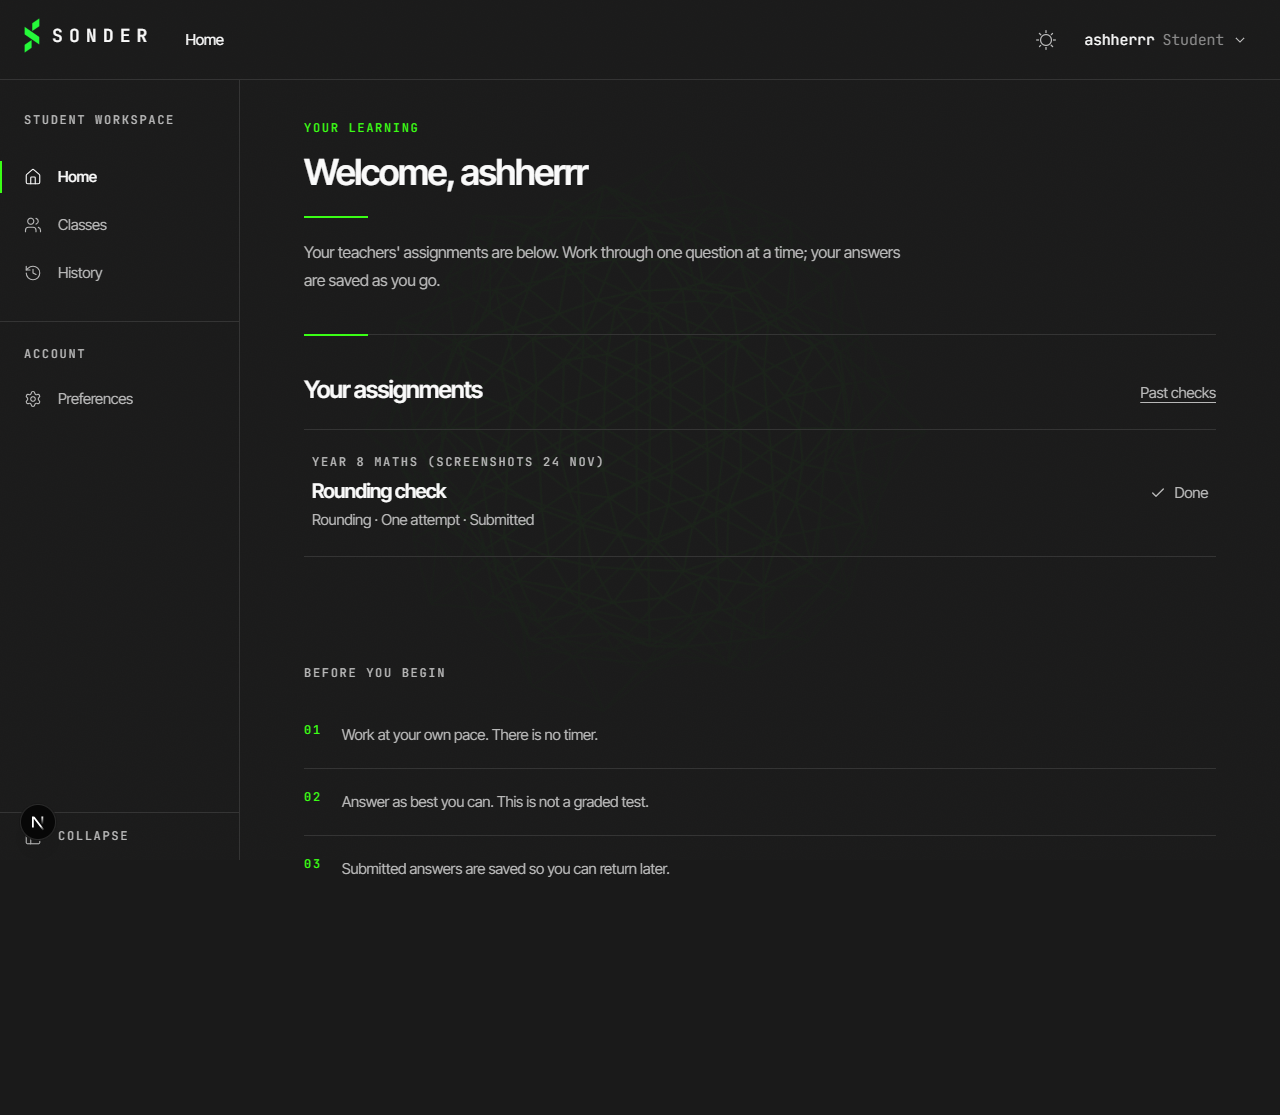 SONDER
Home
ashherrr Student
STUDENT WORKSPACE
Home
Classes
History
ACCOUNT
Preferences
COLLAPSE
YOUR LEARNING
Welcome, ashherrr
Your teachers' assignments are below. Work through one question at a time; your answers
are saved as you go.
Your assignments
Past checks
YEAR 8 MATHS (SCREENSHOTS 24 NOV)
Rounding check
Done
Rounding · One attempt · Submitted
BEFORE YOU BEGIN
01 Work at your own pace. There is no timer.
02 Answer as best you can. This is not a graded test.
03 Submitted answers are saved so you can return later.